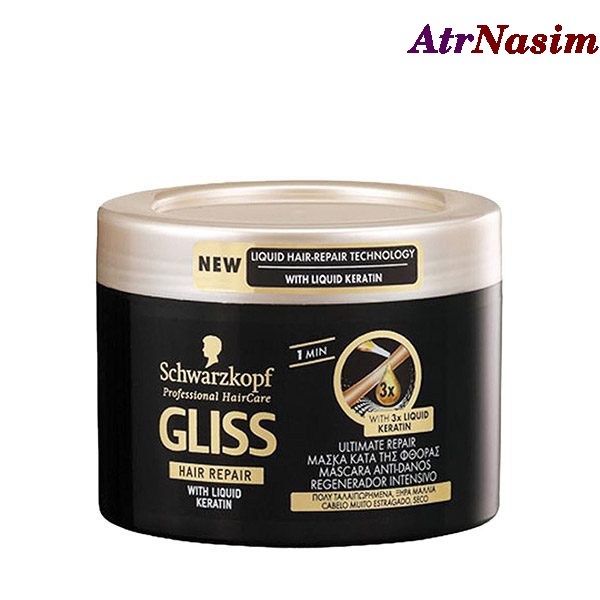 AtrNasim
NEW
LIQUID HAIR-REPAIR TECHNOLOGY
WITH LIQUID KERATIN
1 MIN
3x
WITH 3x LIQUID
KERATIN
Schwarzkopf
Professional HairCare
GLISS
HAIR REPAIR
WITH LIQUID
KERATIN
ULTIMATE REPAIR
ΜΑΣΚΑ ΚΑΤΑ ΤΗΣ ΦΘΟΡΑΣ
MASCARA ANTI-DANOS
REGENERADOR INTENSIVO
ΠΟΛΥ ΤΑΛΑΙΠΩΡΗΜΕΝΑ, ΞΗΡΑ ΜΑΛΛΙΑ
CABELO MUITO ESTRAGADO, SECO